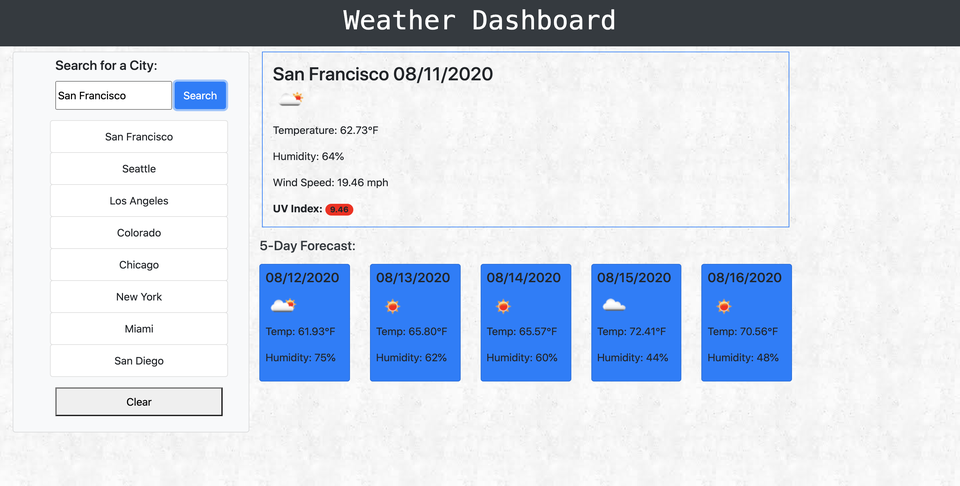 Weather Dashboard
Search for a City:
San Francisco
Search
San Francisco
Seattle
Los Angeles
Colorado
Chicago
New York
Miami
San Diego
Clear
San Francisco 08/11/2020
Temperature: 62.73°F
Humidity: 64%
Wind Speed: 19.46 mph
UV Index: 9.46
5-Day Forecast:
08/12/2020
Temp: 61.93°F
Humidity: 75%
08/13/2020
Temp: 65.80°F
Humidity: 62%
08/14/2020
Temp: 65.57°F
Humidity: 60%
08/15/2020
Temp: 72.41°F
Humidity: 44%
08/16/2020
Temp: 70.56°F
Humidity: 48%